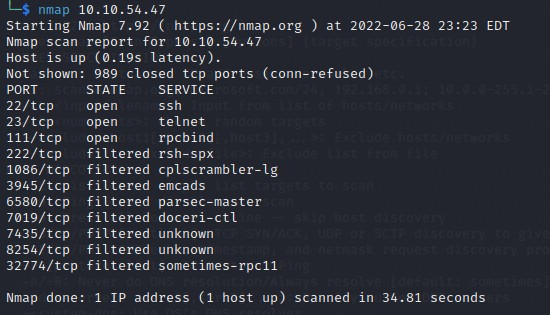 └─$ nmap 10.10.54.47
Starting Nmap 7.92 ( https://nmap.org ) at 2022-06-28 23:23 EDT
Nmap scan report for 10.10.54.47
Host is up (0.19s latency).
Not shown: 989 closed tcp ports (conn-refused)
PORT STATE SERVICE
22/tcp open ssh
23/tcp open telnet
111/tcp open rpcbind
222/tcp filtered rsh-spx
1086/tcp filtered cplscrambler-lg
3945/tcp filtered emcads
6580/tcp filtered parsec-master
7019/tcp filtered doceri-ctl
7435/tcp filtered unknown
8254/tcp filtered unknown
32774/tcp filtered sometimes-rpc11
Nmap done: 1 IP address (1 host up) scanned in 34.81 seconds